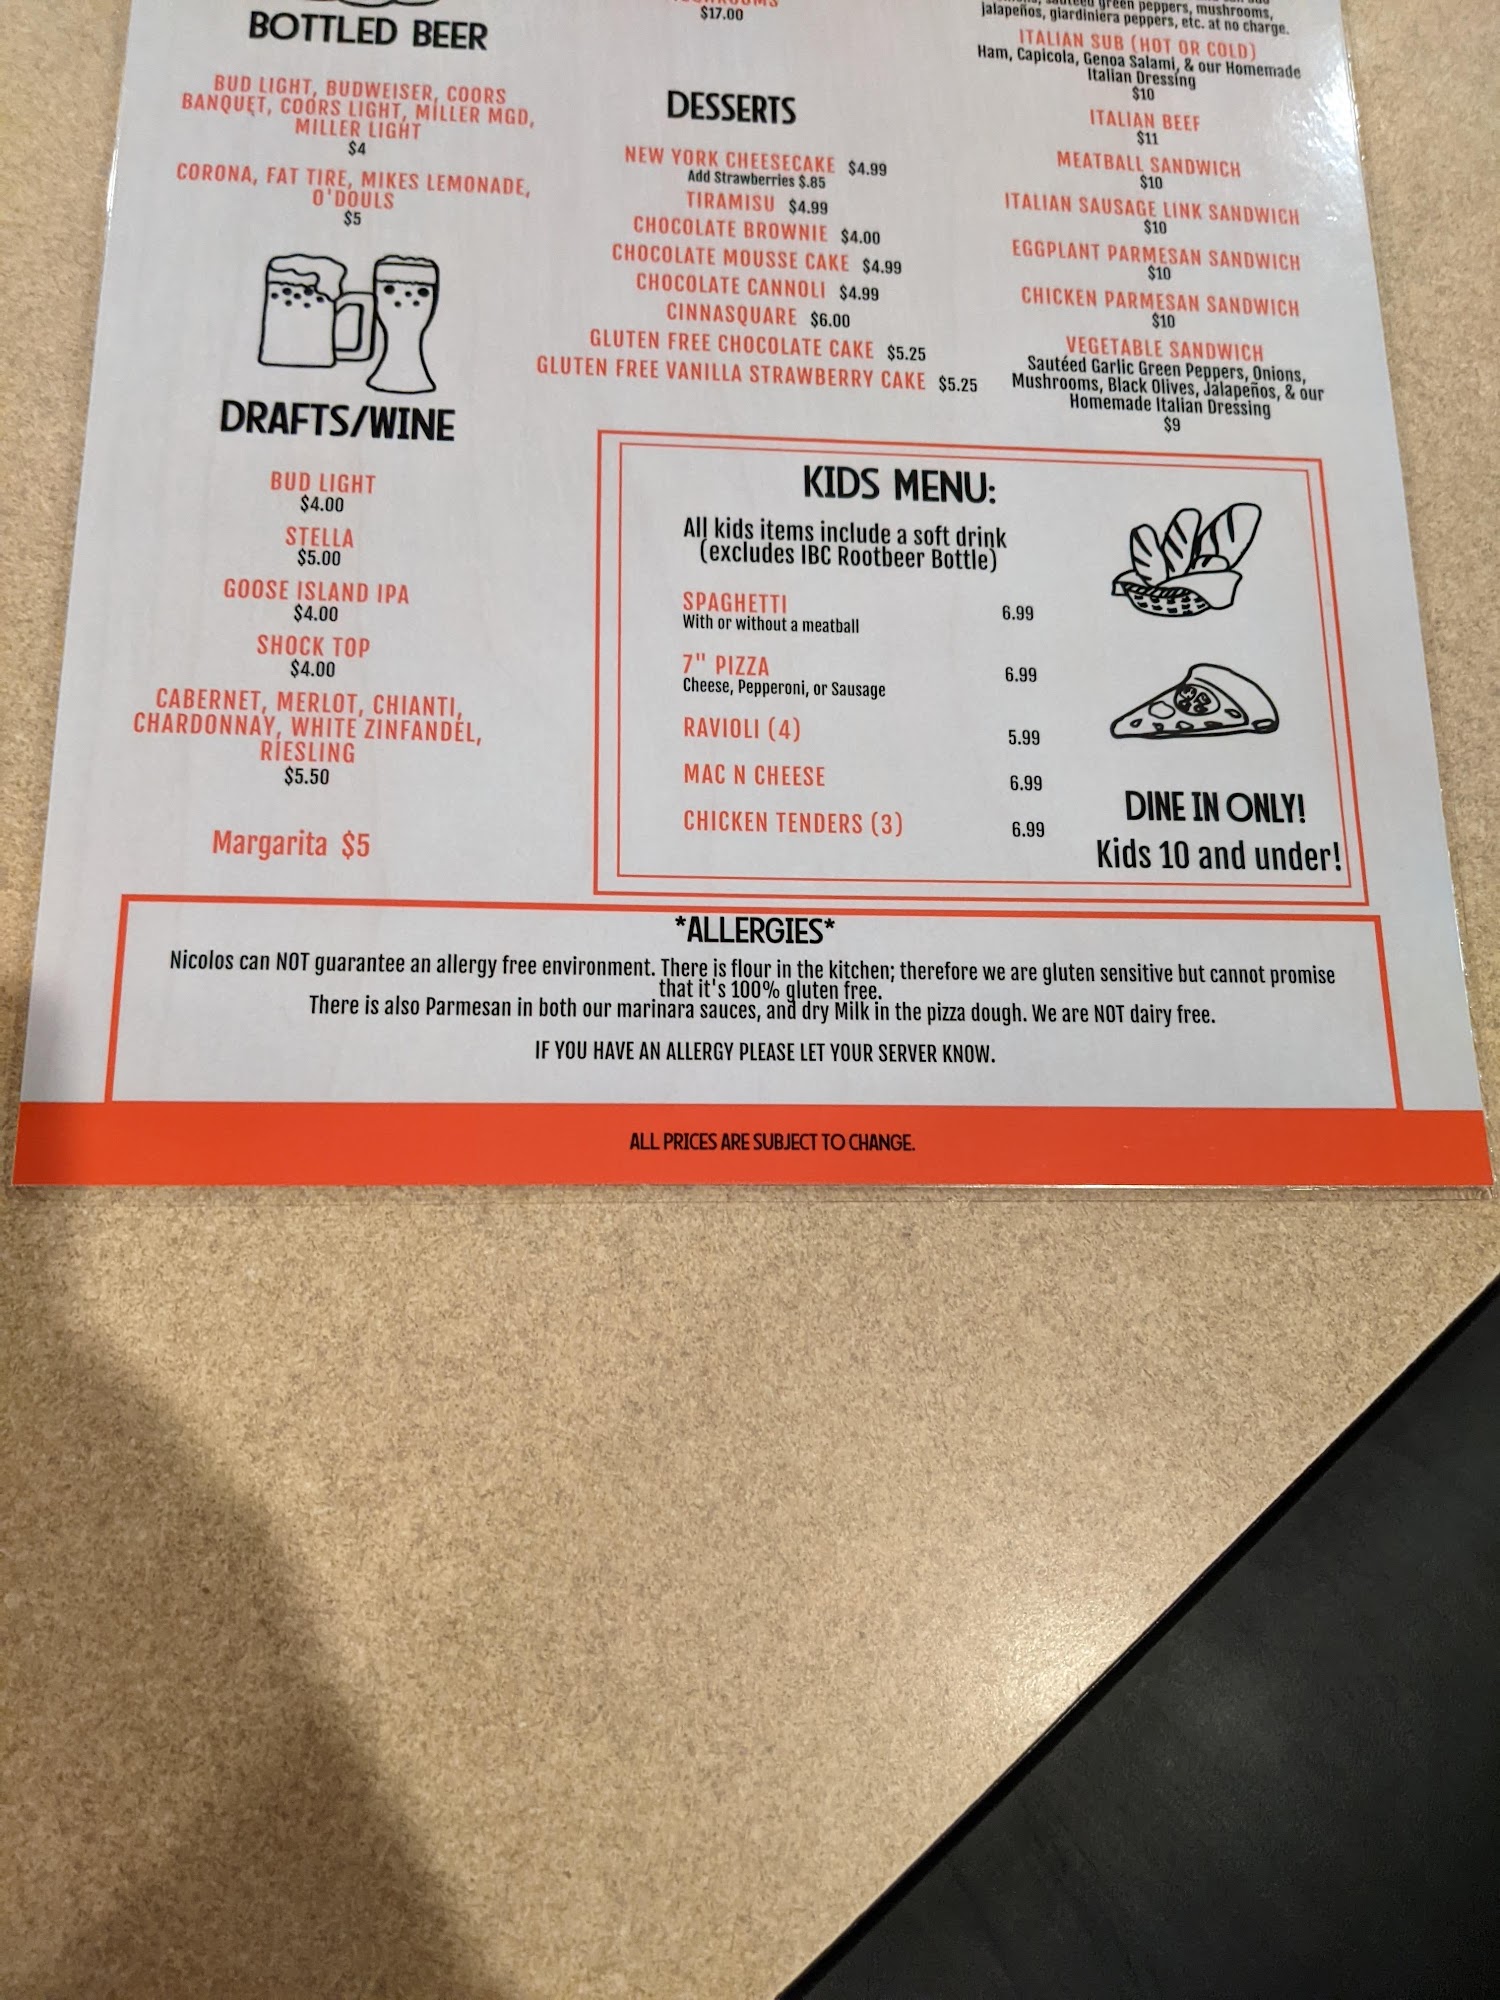 BOTTLED BEER
BUD LIGHT, BUDWEISER, COORS
BANQUET, COORS LIGHT, MILLER MGD,
MILLER LIGHT
$4
CORONA, FAT TIRE, MIKES LEMONADE,
O'DOULS
$5
DRAFTS/WINE
BUD LIGHT
$4.00
STELLA
$5.00
GOOSE ISLAND IPA
$4.00
SHOCK TOP
$4.00
CABERNET, MERLOT, CHIANTI,
CHARDONNAY, WHITE ZINFANDEL,
RIESLING
$5.50
Margarita $5
$17.00
DESSERTS
NEW YORK CHEESECAKE $4.99
Add Strawberries $.85
TIRAMISU $4.99
CHOCOLATE BROWNIE $4.00
CHOCOLATE MOUSSE CAKE $4.99
CHOCOLATE CANNOLI $4.99
CINNASQUARE $6.00
GLUTEN FREE CHOCOLATE CAKE $5.25
GLUTEN FREE VANILLA STRAWBERRY CAKE $5.25
green peppers, mushrooms,
jalapeños, giardiniera peppers, etc. at no charge.
ITALIAN SUB (HOT OR COLD)
Ham, Capicola, Genoa Salami, & our Homemade
Italian Dressing
$10
ITALIAN BEEF
$11
MEATBALL SANDWICH
$10
ITALIAN SAUSAGE LINK SANDWICH
$10
EGGPLANT PARMESAN SANDWICH
$10
CHICKEN PARMESAN SANDWICH
$10
VEGETABLE SANDWICH
Sautéed Garlic Green Peppers, Onions,
Mushrooms, Black Olives, Jalapeños, & our
Homemade Italian Dressing
$9
KIDS MENU:
All kids items include a soft drink
(excludes IBC Rootbeer Bottle)
SPAGHETTI 6.99
With or without a meatball
7" PIZZA 6.99
Cheese, Pepperoni, or Sausage
RAVIOLI (4) 5.99
MAC N CHEESE 6.99
CHICKEN TENDERS (3) 6.99
DINE IN ONLY!
Kids 10 and under!
*ALLERGIES*
Nicolos can NOT guarantee an allergy free environment. There is flour in the kitchen; therefore we are gluten sensitive but cannot promise
that it's 100% gluten free.
There is also Parmesan in both our marinara sauces, and dry Milk in the pizza dough. We are NOT dairy free.
IF YOU HAVE AN ALLERGY PLEASE LET YOUR SERVER KNOW.
ALL PRICES ARE SUBJECT TO CHANGE.